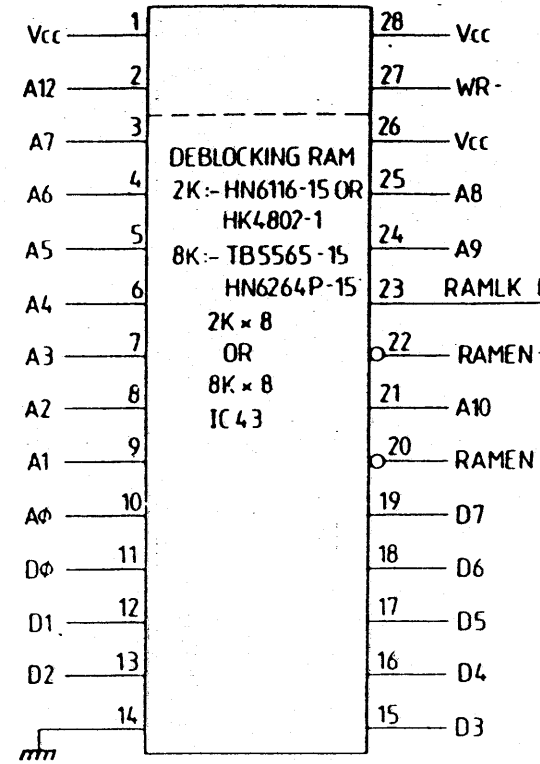 Vcc 1 28 Vcc
A12 2 27 WR-
A7 3 26 Vcc
DEBLOCKING RAM
A6 4 2K:- HN6116-15 OR 25 A8
HK4802-1
A5 5 8K:- TB5565-15 24 A9
A4 6 HN6264P-15 23 RAMLK
2K × 8
A3 7 OR 22 RAMEN
A2 8 8K × 8 21 A10
IC 43
A1 9 20 RAMEN
AΦ 10 19 D7
DΦ 11 18 D6
D1 12 17 D5
D2 13 16 D4
14 15 D3